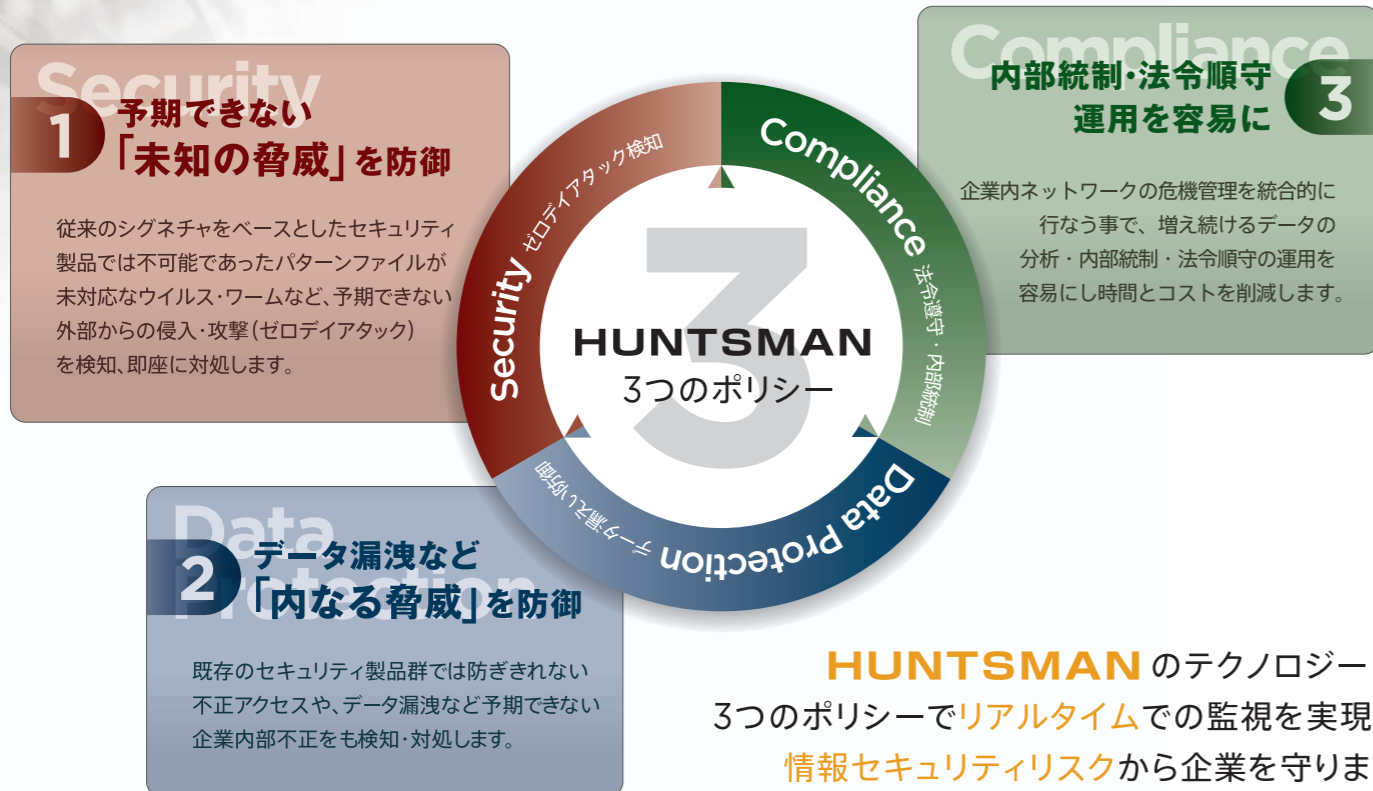 Security
1
予期できない
「未知の脅威」を防御
従来のシグネチャをベースとしたセキュリティ
製品では不可能であったパターンファイルが
未対応なウイルス・ワームなど、予期できない
外部からの侵入・攻撃(ゼロデイアタック)
を検知、即座に対処します。
Data
Protection
2
データ漏洩など
「内なる脅威」を防御
既存のセキュリティ製品群では防ぎきれない
不正アクセスや、データ漏洩など予期できない
企業内部不正をも検知・対処します。
Compliance
内部統制・法令順守
運用を容易に
3
企業内ネットワークの危機管理を統合的に
行なう事で、増え続けるデータの
分析・内部統制・法令順守の運用を
容易にし時間とコストを削減します。
Security ゼロデイアタック検知
Compliance 法令遵守・内部統制
Data Protection データ漏えい防御
3
HUNTSMAN
3つのポリシー
HUNTSMAN のテクノロジー
3つのポリシーでリアルタイムでの監視を実現
情報セキュリティリスクから企業を守りま